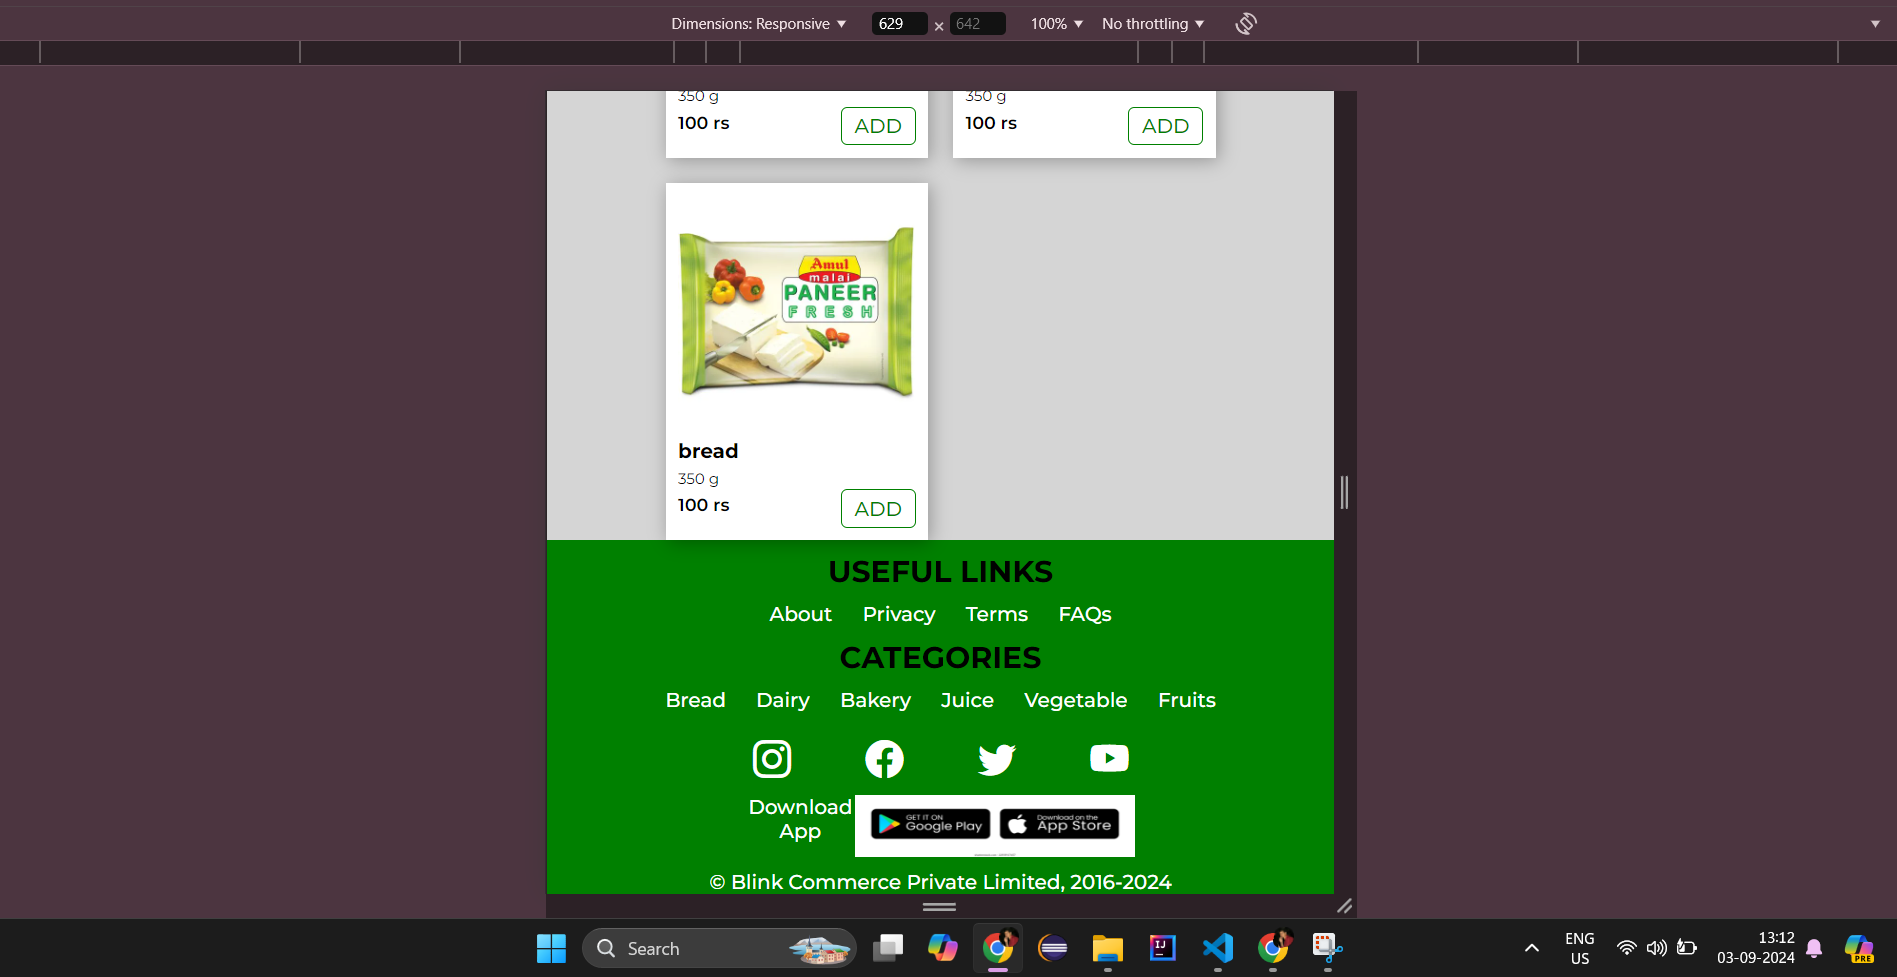 Dimensions: Responsive 629 × 642 100% No throttling
350 g 350 g
100 rs ADD 100 rs ADD
Amul
malai
PANEER
FRESH
bread
350 g
100 rs ADD
USEFUL LINKS
About Privacy Terms FAQs
CATEGORIES
Bread Dairy Bakery Juice Vegetable Fruits
Download
App
GET IT ON
Google Play
Download on the
App Store
© Blink Commerce Private Limited, 2016-2024
Search
IJ
ENG
US
13:12
03-09-2024
PRE